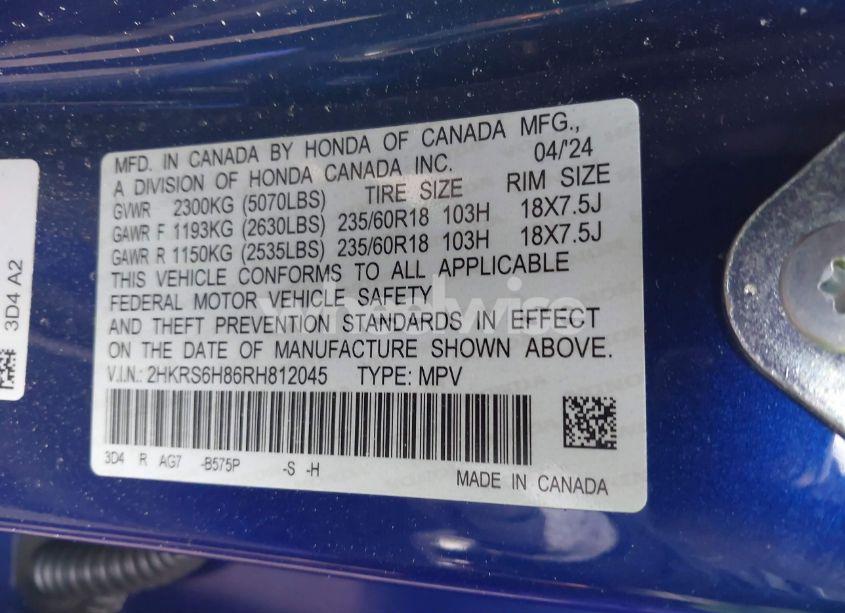 MFD. IN CANADA BY HONDA OF CANADA MFG.,
A DIVISION OF HONDA CANADA INC. 04/'24
GVWR 2300KG (5070LBS) TIRE SIZE RIM SIZE
GAWR F 1193KG (2630LBS) 235/60R18 103H 18X7.5J
GAWR R 1150KG (2535LBS) 235/60R18 103H 18X7.5J
THIS VEHICLE CONFORMS TO ALL APPLICABLE
FEDERAL MOTOR VEHICLE SAFETY
AND THEFT PREVENTION STANDARDS IN EFFECT
ON THE DATE OF MANUFACTURE SHOWN ABOVE.
V.I.N.: 2HKRS6H86RH812045 TYPE: MPV
3D4 R AG7 -B575P -S -H
MADE IN CANADA
3D4 A2
wheelwise